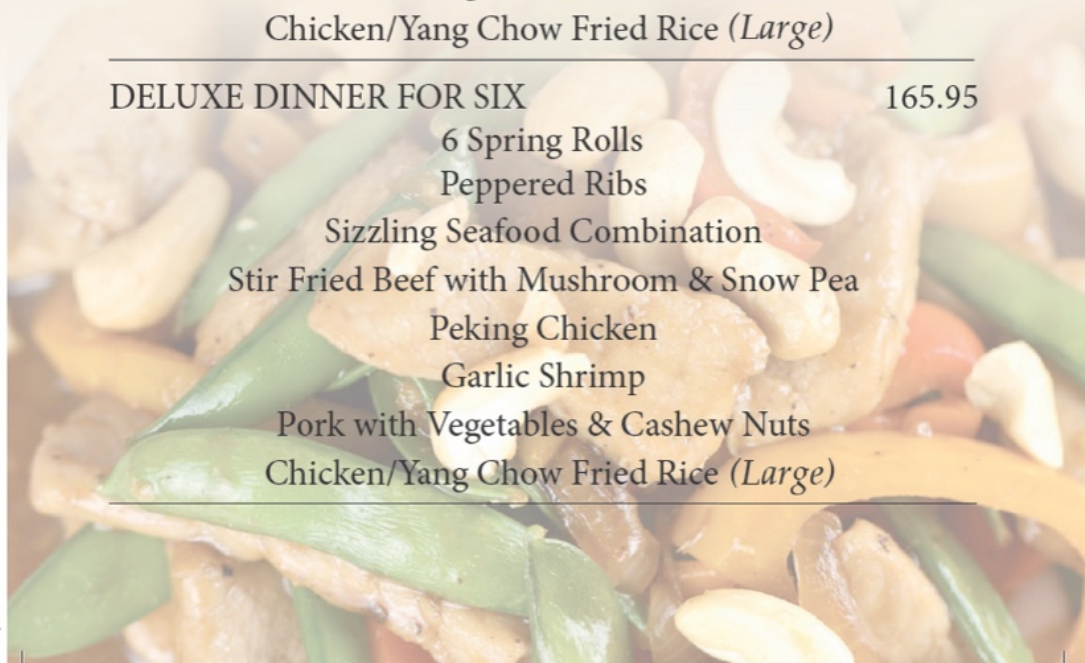 Chicken/Yang Chow Fried Rice (Large)
DELUXE DINNER FOR SIX 165.95
6 Spring Rolls
Peppered Ribs
Sizzling Seafood Combination
Stir Fried Beef with Mushroom & Snow Pea
Peking Chicken
Garlic Shrimp
Pork with Vegetables & Cashew Nuts
Chicken/Yang Chow Fried Rice (Large)